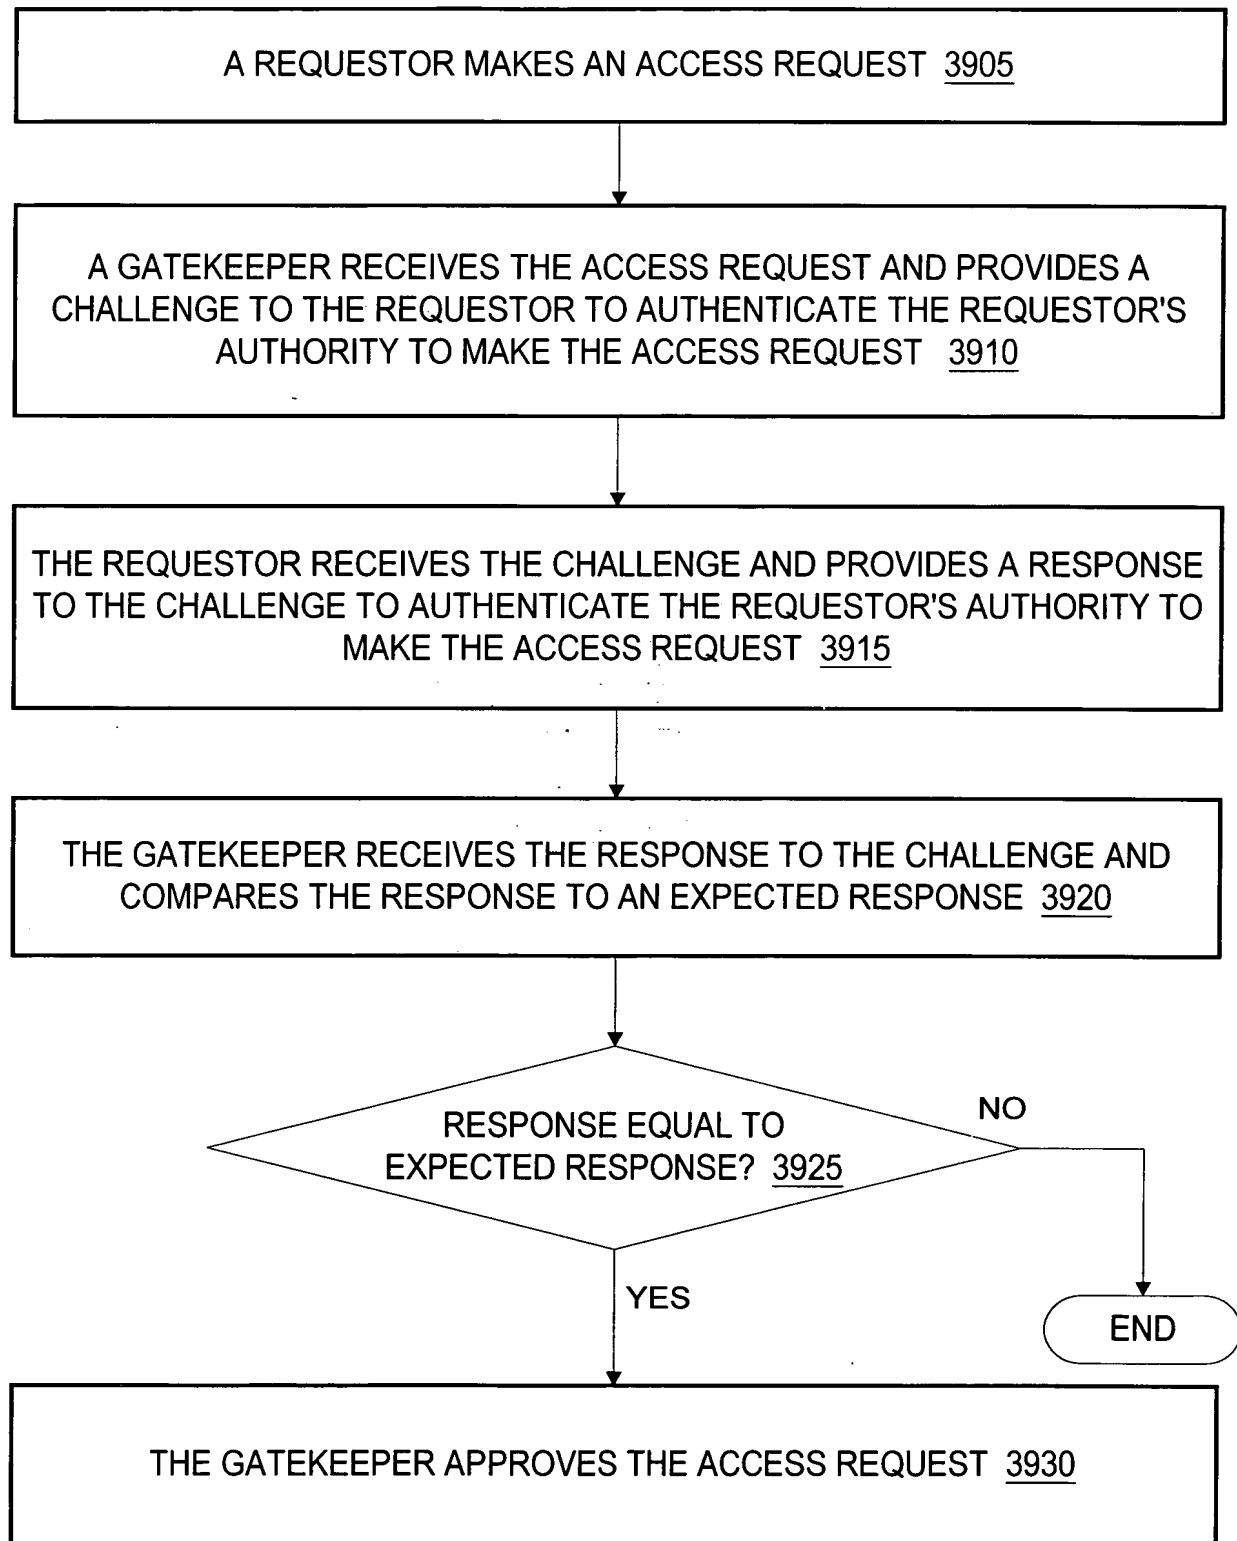 A REQUESTOR MAKES AN ACCESS REQUEST 3905
A GATEKEEPER RECEIVES THE ACCESS REQUEST AND PROVIDES A
CHALLENGE TO THE REQUESTOR TO AUTHENTICATE THE REQUESTOR'S
AUTHORITY TO MAKE THE ACCESS REQUEST 3910
THE REQUESTOR RECEIVES THE CHALLENGE AND PROVIDES A RESPONSE
TO THE CHALLENGE TO AUTHENTICATE THE REQUESTOR'S AUTHORITY TO
MAKE THE ACCESS REQUEST 3915
THE GATEKEEPER RECEIVES THE RESPONSE TO THE CHALLENGE AND
COMPARES THE RESPONSE TO AN EXPECTED RESPONSE 3920
RESPONSE EQUAL TO
EXPECTED RESPONSE? 3925
NO
YES
END
THE GATEKEEPER APPROVES THE ACCESS REQUEST 3930